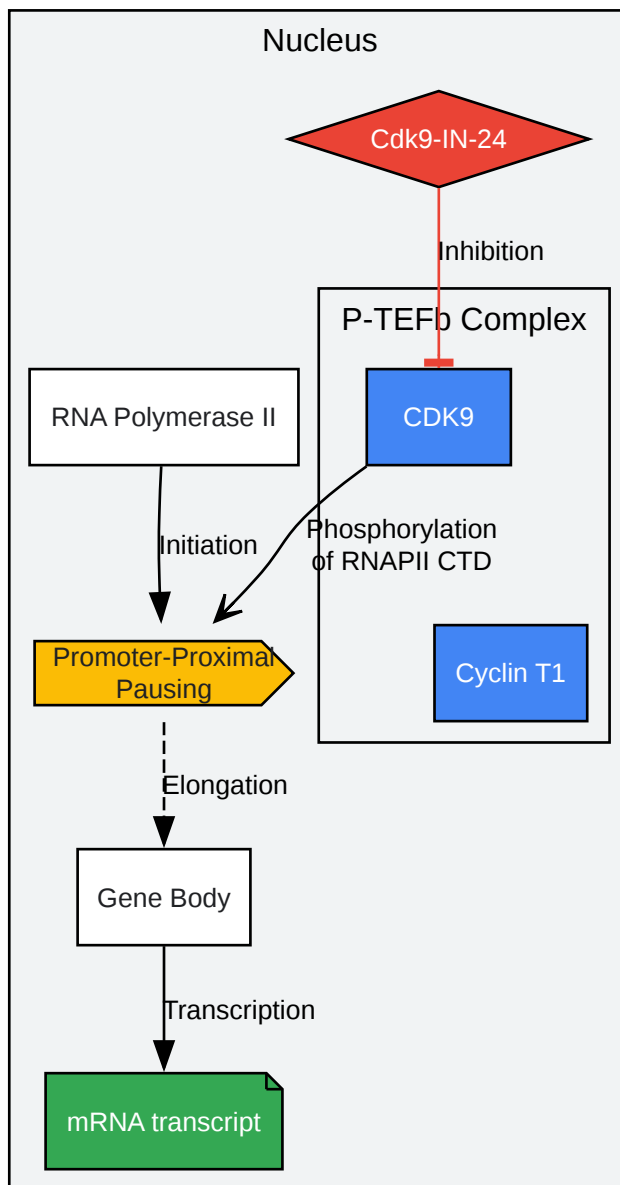 Nucleus
Cdk9-IN-24
Inhibition
P-TEFb Complex
RNA Polymerase II
CDK9
Initiation
Phosphorylation
of RNAPII CTD
Promoter-Proximal
Pausing
Cyclin T1
Elongation
Gene Body
Transcription
mRNA transcript